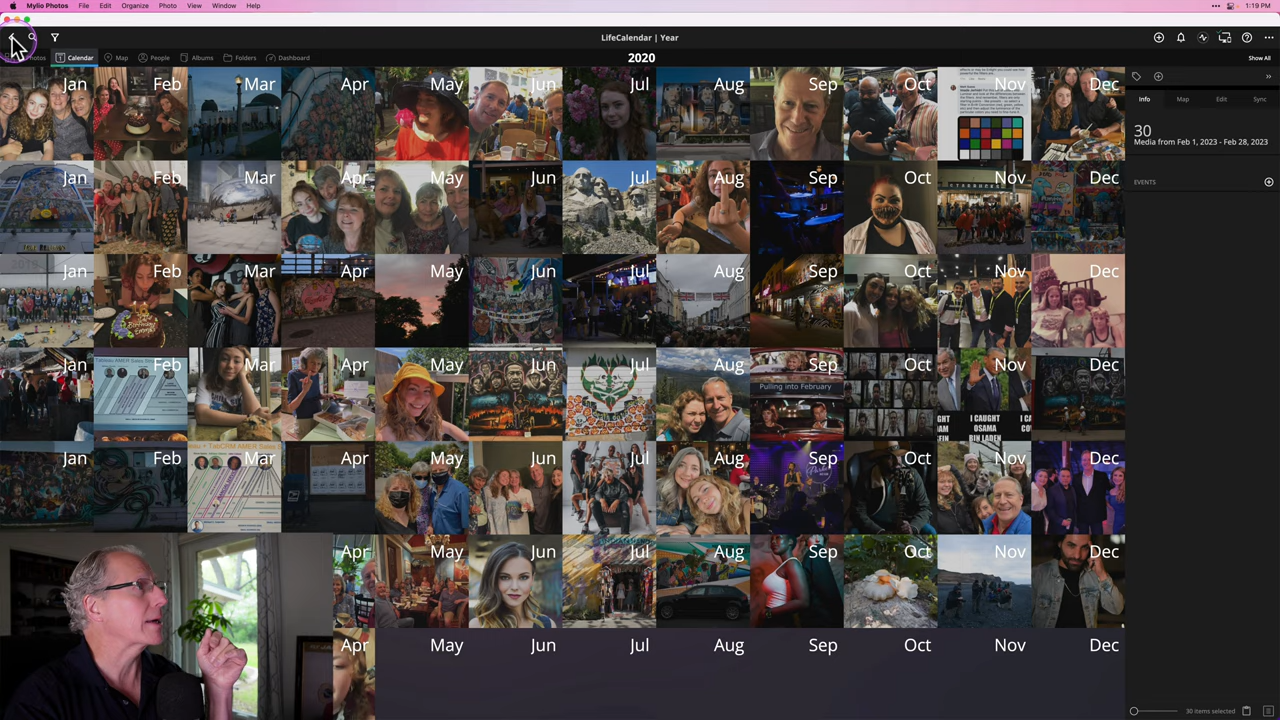 Mylio Photos File Edit Organize Photo View Window Help 1:19 PM
LifeCalendar | Year
Calendar Map People Albums Folders Dashboard 2020 Show All
Jan Feb Mar Apr May Jun Jul Aug Sep Oct Nov Dec
Info Map Edit Sync
30
Media from Feb 1, 2023 - Feb 28, 2023
EVENTS
Jan Feb Mar Apr May Jun Jul Aug Sep Oct Nov Dec
Jan Feb Mar Apr May Jun Jul Aug Sep Oct Nov Dec
Jan Feb Mar Apr May Jun Jul Aug Sep Oct Nov Dec
Pulling into February
I CAUGHT
OSAMA
BIN LADEN
Jan Feb Mar Apr May Jun Jul Aug Sep Oct Nov Dec
Apr May Jun Jul Aug Sep Oct Nov Dec
Apr May Jun Jul Aug Sep Oct Nov Dec
30 items selected